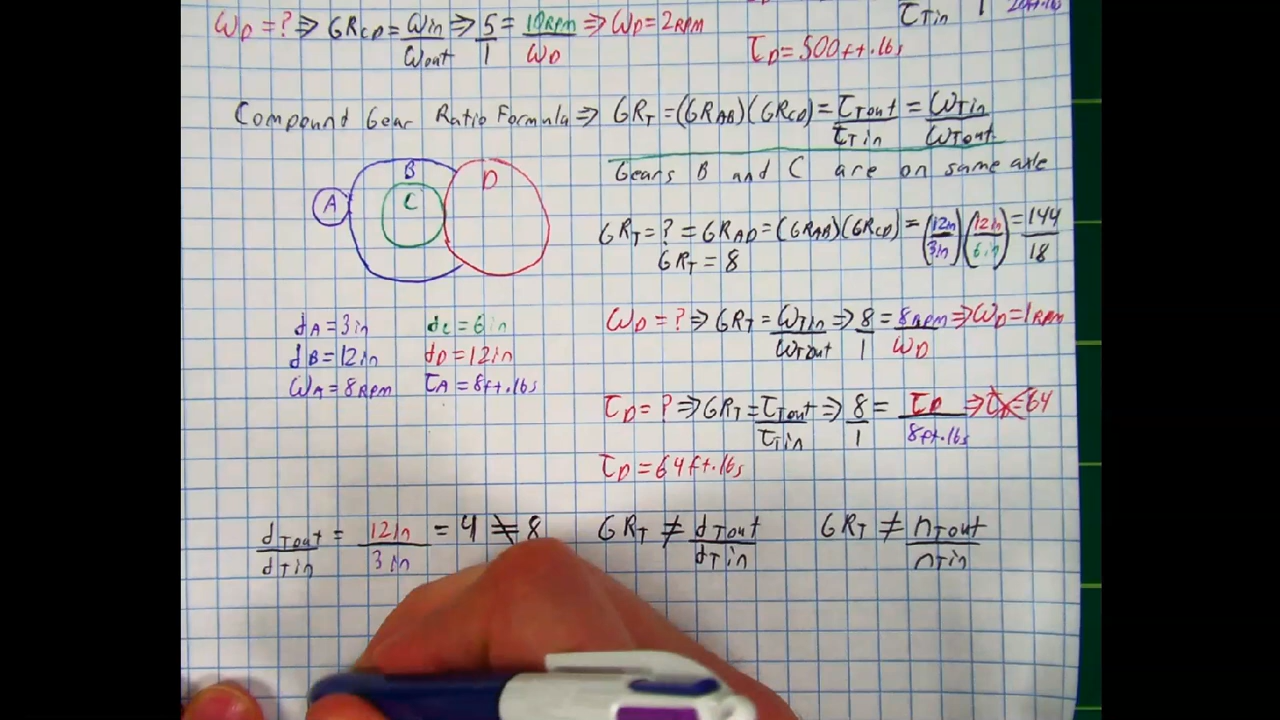 ωD = ? ⇒ GRCD = ωin/ωout ⇒ 5/1 = 10RPM/ωD ⇒ ωD = 2RPM
τTin 1
τD = 500ft.lbs
Compound Gear Ratio Formula ⇒ GRT = (GRAB)(GRCD) = τTout/τTin = ωTin/ωTout
Gears B and C are on same axle
A B C D
GRT = ? = GRAD = (GRAB)(GRCD) = (12in/3in)(12in/6in) = 144/18
GRT = 8
dA = 3in dC = 6in
dB = 12in dD = 12in
ωA = 8RPM τA = 8ft.lbs
ωD = ? ⇒ GRT = ωTin/ωTout ⇒ 8/1 = 8RPM/ωD ⇒ ωD = 1RPM
τD = ? ⇒ GRT = τTout/τTin ⇒ 8/1 = τD/8ft.lbs ⇒ τD = 64
τD = 64ft.lbs
dTout/dTin = 12in/3in = 4 ≠ 8 GRT ≠ dTout/dTin GRT ≠ nTout/nTin